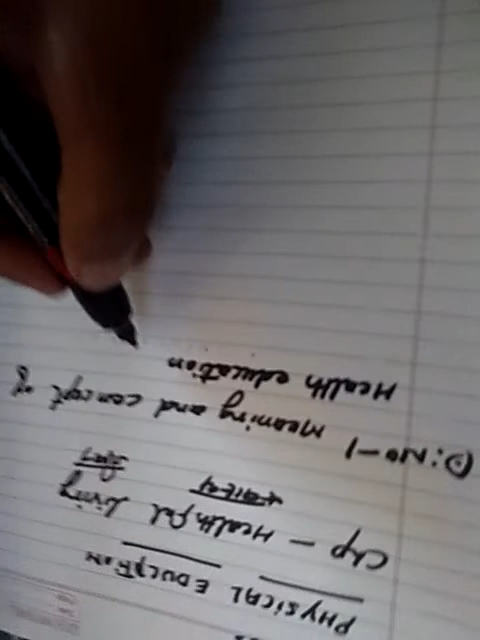 PHYSICAL EDUCATION
Chp - Healthful living
Q:No-1 Meaning and concept of
Health education